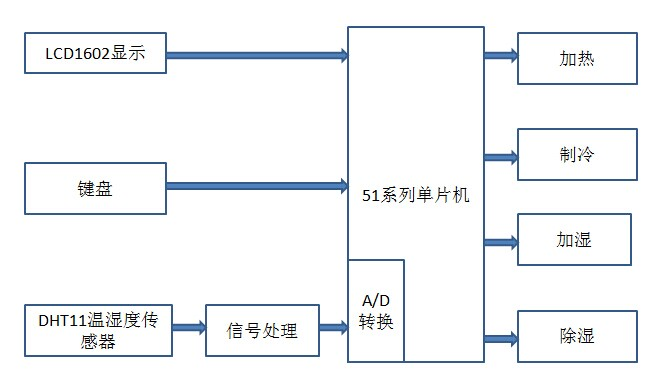 LCD1602显示
键盘
DHT11温湿度传
感器
信号处理
A/D
转换
51系列单片机
加热
制冷
加湿
除湿